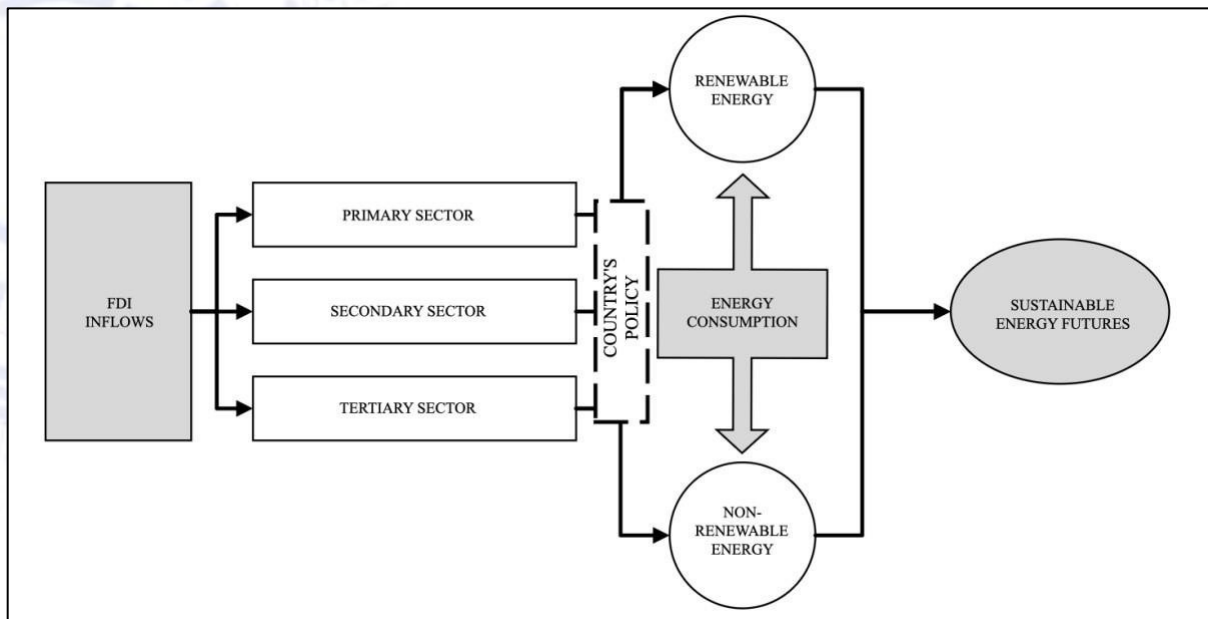 FDI
INFLOWS
PRIMARY SECTOR
SECONDARY SECTOR
TERTIARY SECTOR
COUNTRY'S
POLICY
RENEWABLE
ENERGY
ENERGY
CONSUMPTION
NON-
RENEWABLE
ENERGY
SUSTAINABLE
ENERGY FUTURES